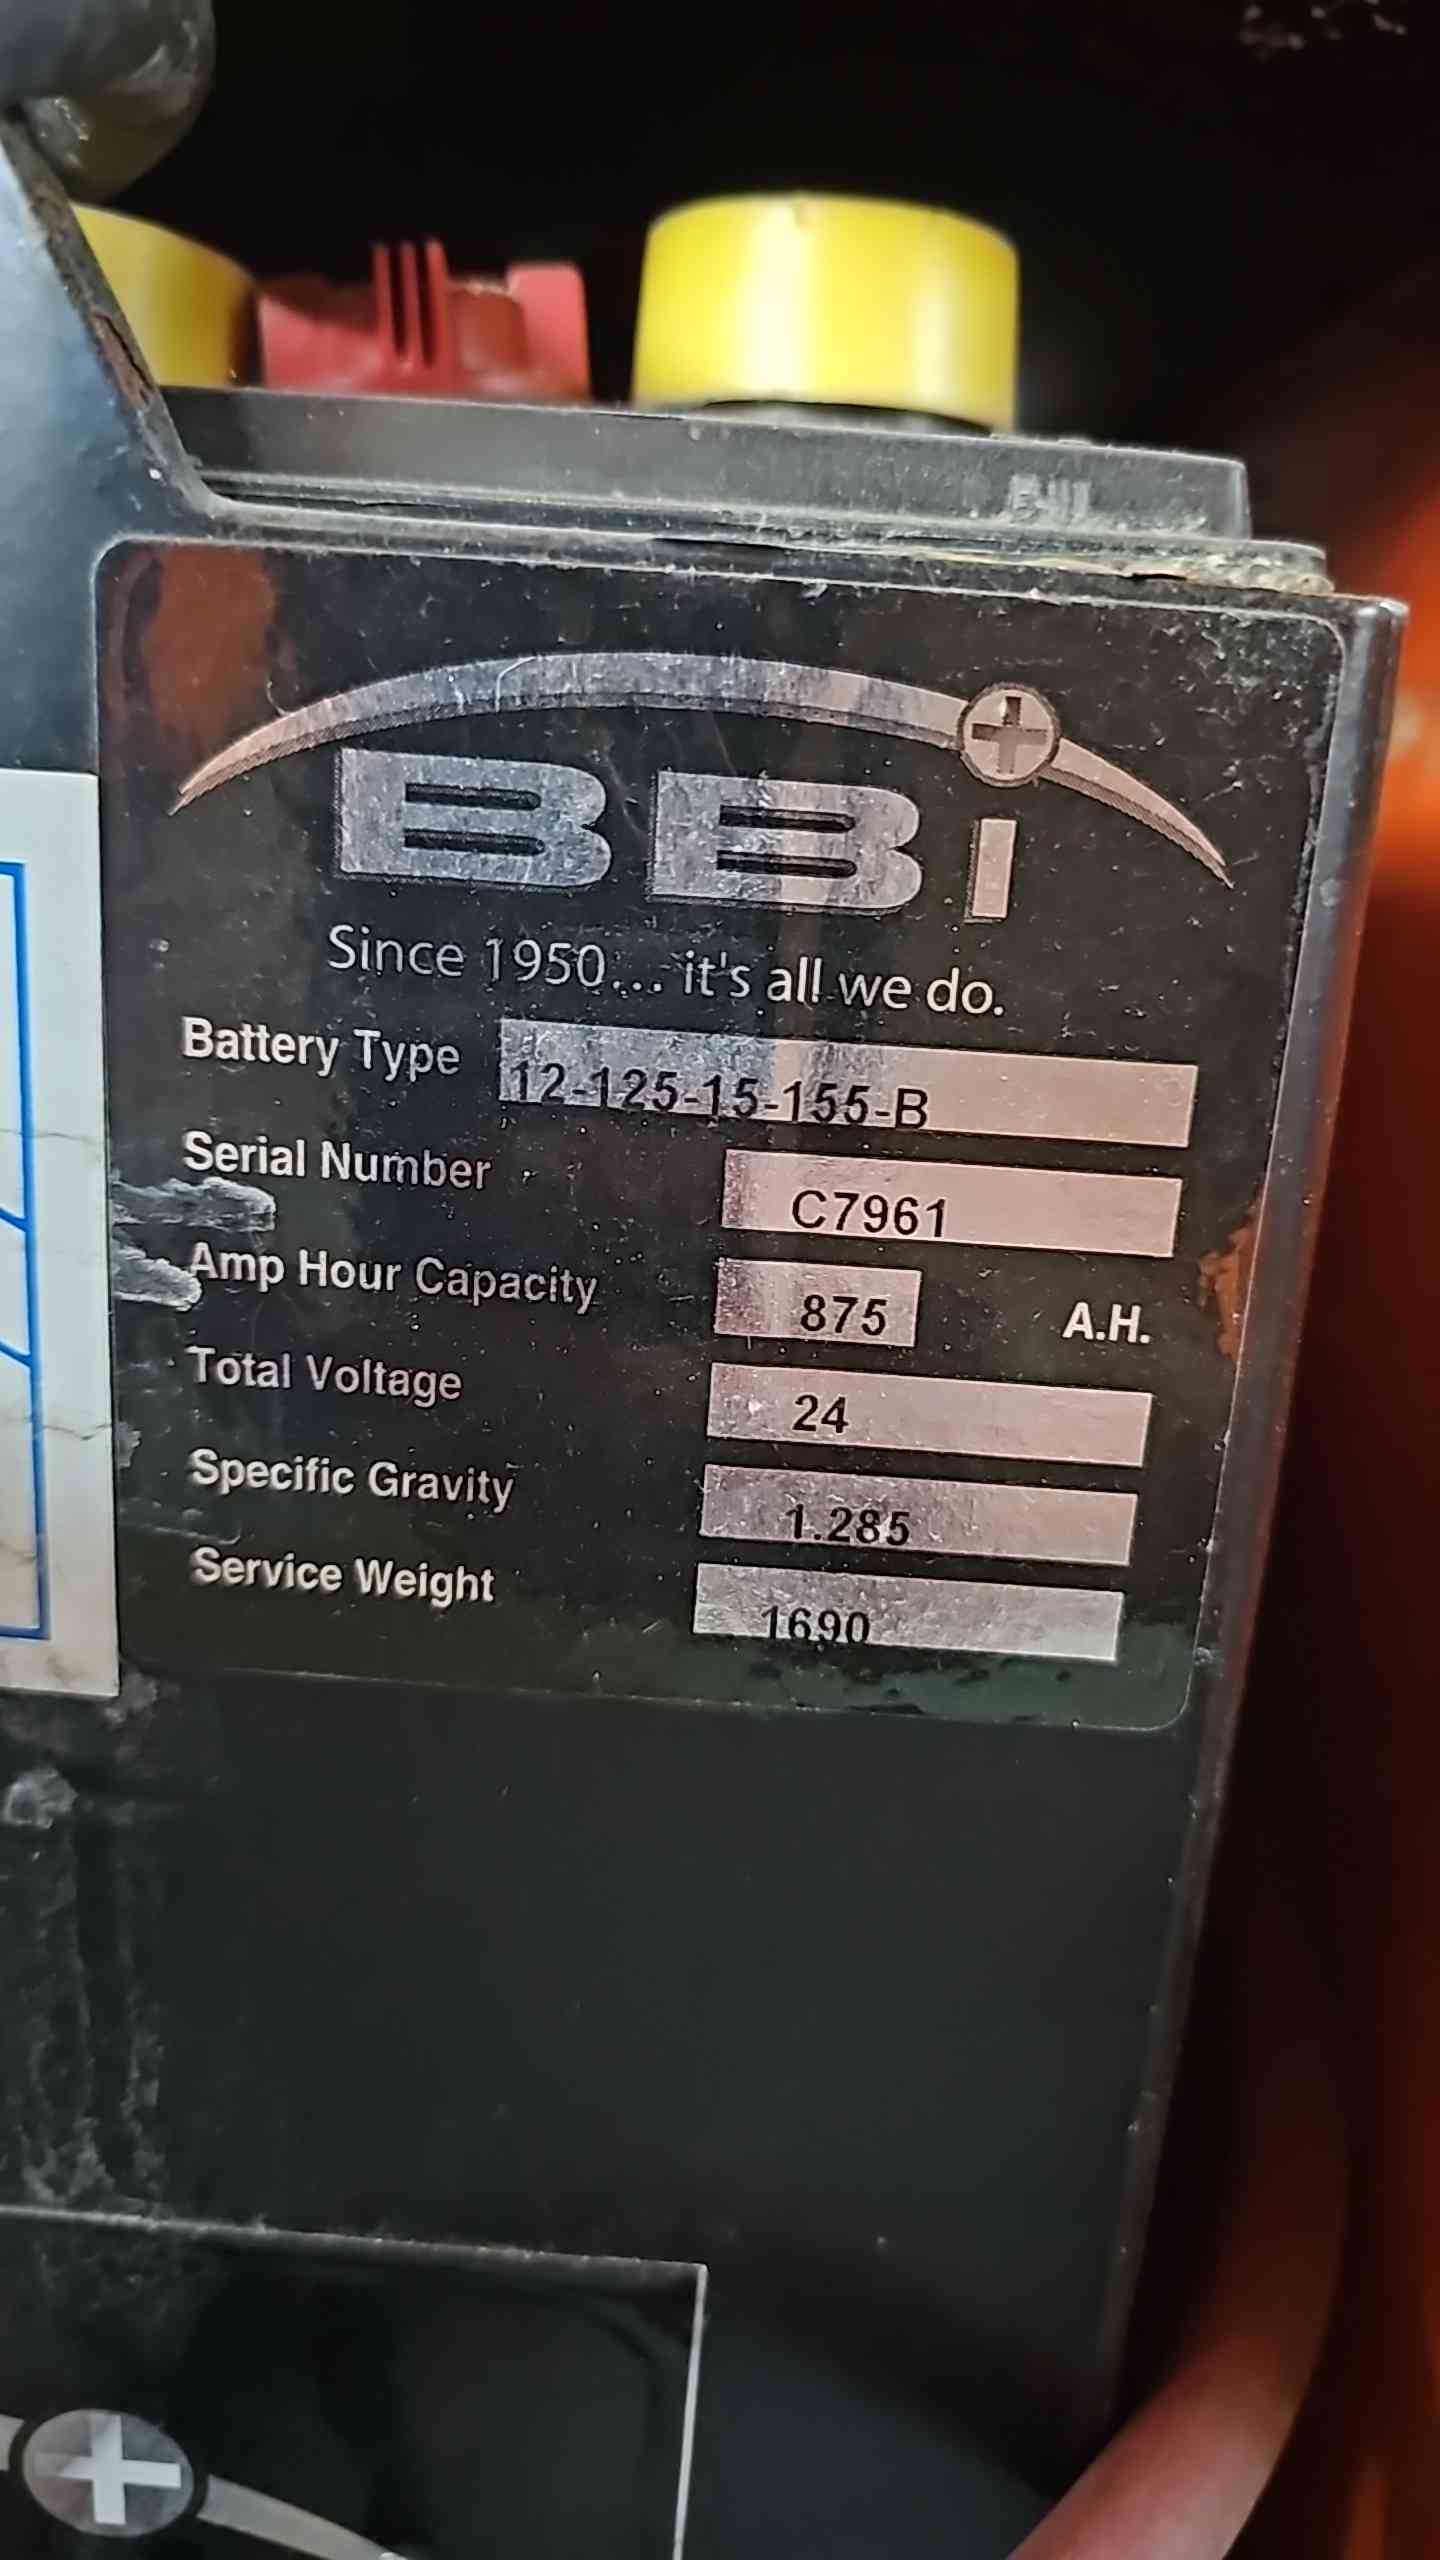 BBI
Since 1950... it's all we do.
Battery Type 12-125-15-155-B
Serial Number C7961
Amp Hour Capacity 875 A.H.
Total Voltage 24
Specific Gravity 1.285
Service Weight 1690